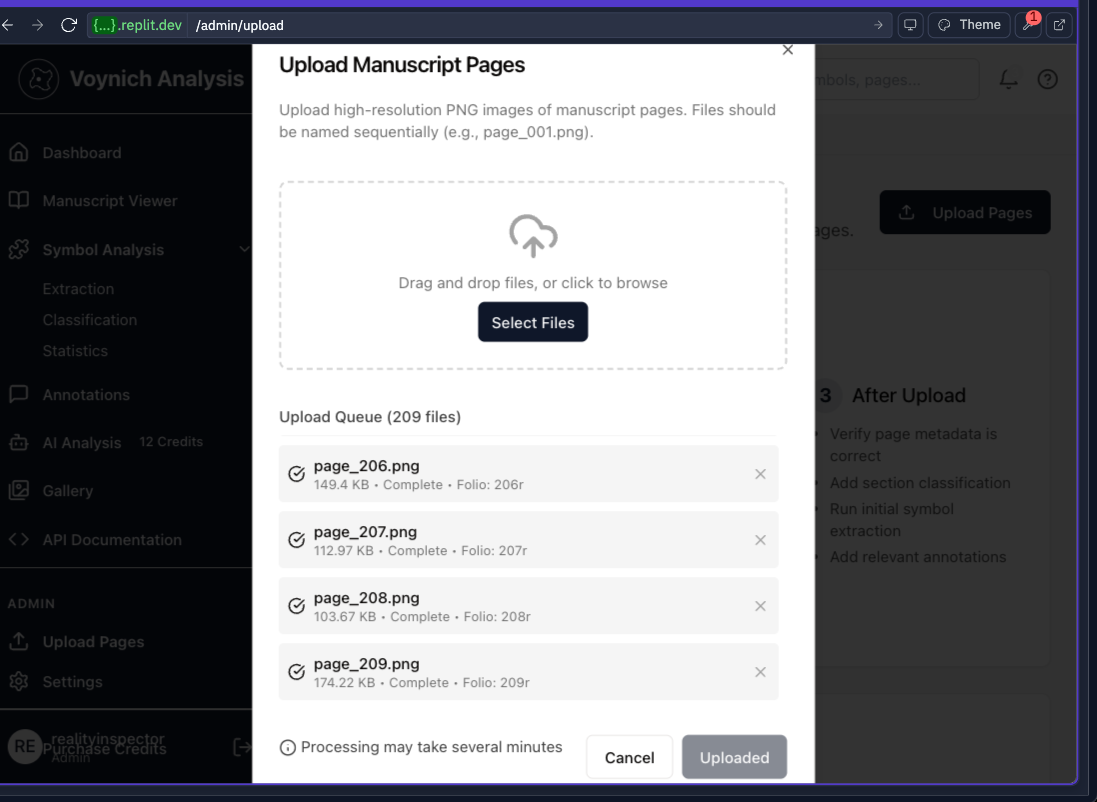 {...}.replit.dev /admin/upload
Theme
1
Voynich Analysis
mbols, pages...
Dashboard
Manuscript Viewer
Symbol Analysis
Extraction
Classification
Statistics
Annotations
AI Analysis 12 Credits
Gallery
API Documentation
ADMIN
Upload Pages
Settings
RE
realityinspector
Purchase Credits
Admin
Upload Manuscript Pages
Upload high-resolution PNG images of manuscript pages. Files should
be named sequentially (e.g., page_001.png).
Drag and drop files, or click to browse
Select Files
Upload Queue (209 files)
page_206.png
149.4 KB • Complete • Folio: 206r
page_207.png
112.97 KB • Complete • Folio: 207r
page_208.png
103.67 KB • Complete • Folio: 208r
page_209.png
174.22 KB • Complete • Folio: 209r
Processing may take several minutes
Cancel
Uploaded
Upload Pages
ages.
3 After Upload
Verify page metadata is
correct
Add section classification
Run initial symbol
extraction
Add relevant annotations